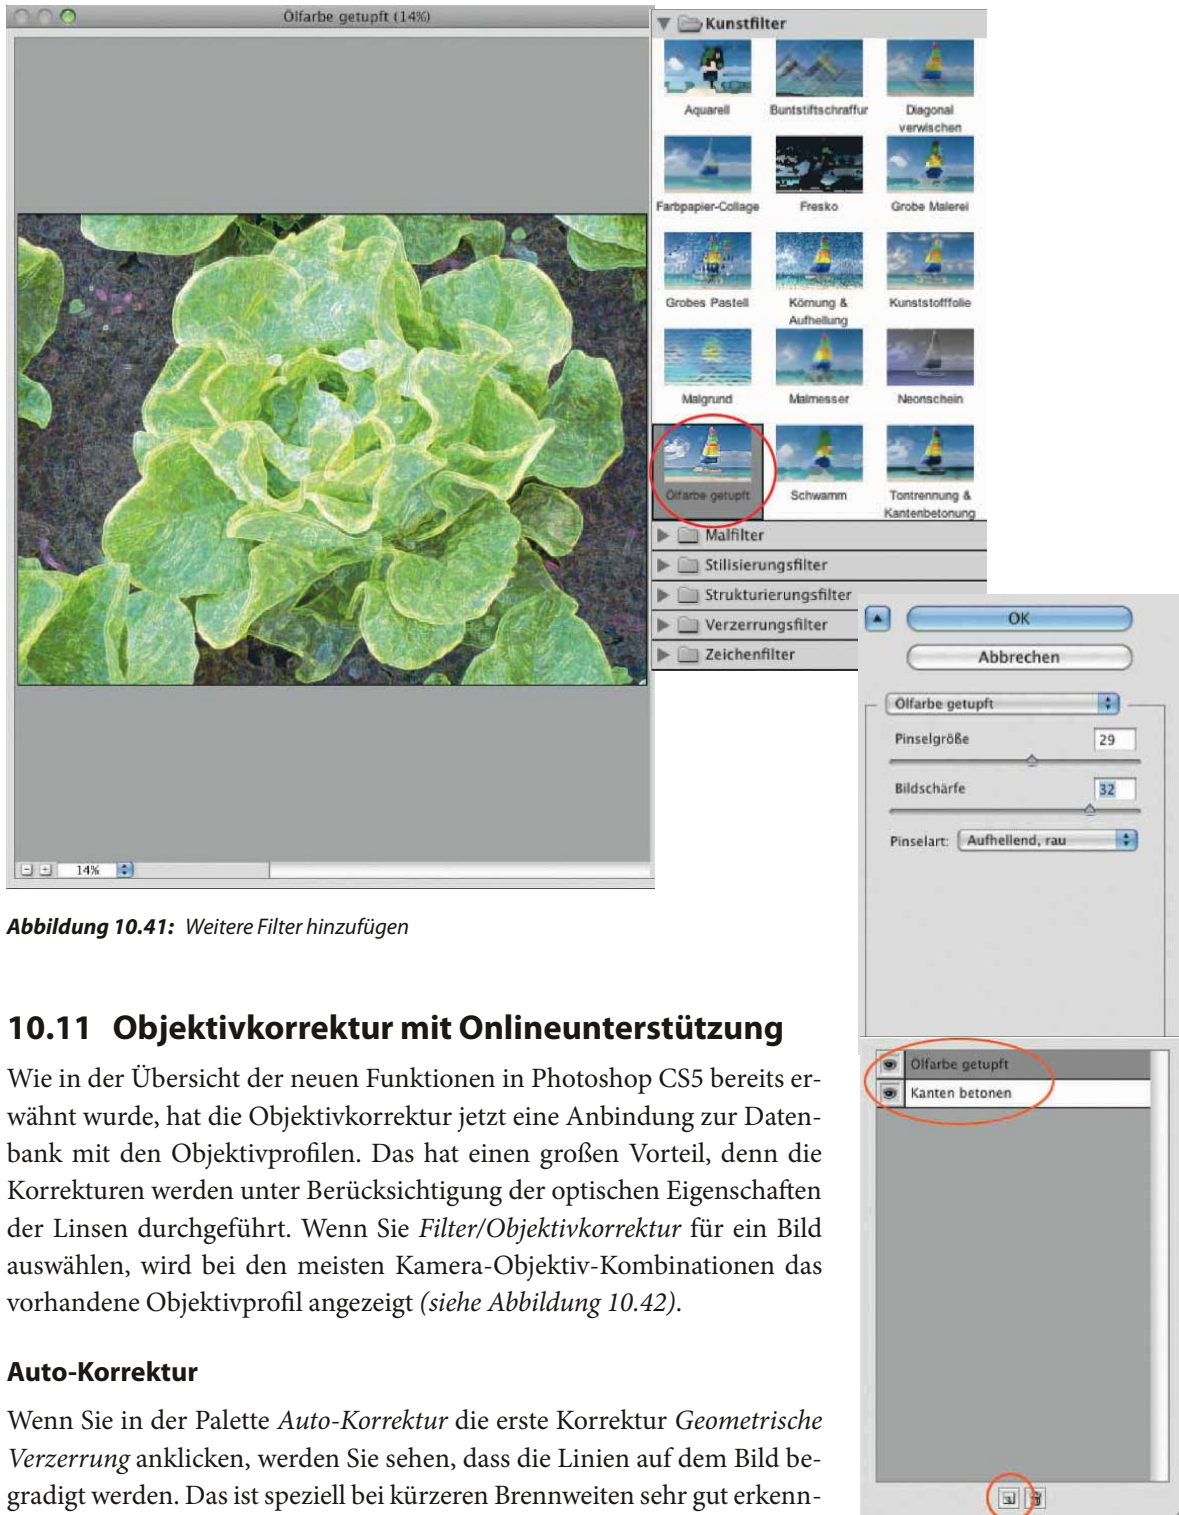 Ölfarbe getupft (14%)
Kunstfilter
Aquarell
Buntstiftschraffur
Diagonal
verwischen
Farbpapier-Collage
Fresko
Grobe Malerei
Grobes Pastell
Körnung &
Aufhellung
Kunststofffolie
Malgrund
Malmesser
Neonschein
Ölfarbe getupft
Schwamm
Tontrennung &
Kantenbetonung
Malfilter
Stilisierungsfilter
Strukturierungsfilter
Verzerrungsfilter
Zeichenfilter
14%
OK
Abbrechen
Ölfarbe getupft
Pinselgröße 29
Bildschärfe 32
Pinselart: Aufhellend, rau
Ölfarbe getupft
Kanten betonen
Abbildung 10.41: Weitere Filter hinzufügen
10.11 Objektivkorrektur mit Onlineunterstützung
Wie in der Übersicht der neuen Funktionen in Photoshop CS5 bereits er-
wähnt wurde, hat die Objektivkorrektur jetzt eine Anbindung zur Daten-
bank mit den Objektivprofilen. Das hat einen großen Vorteil, denn die
Korrekturen werden unter Berücksichtigung der optischen Eigenschaften
der Linsen durchgeführt. Wenn Sie Filter/Objektivkorrektur für ein Bild
auswählen, wird bei den meisten Kamera-Objektiv-Kombinationen das
vorhandene Objektivprofil angezeigt (siehe Abbildung 10.42).
Auto-Korrektur
Wenn Sie in der Palette Auto-Korrektur die erste Korrektur Geometrische
Verzerrung anklicken, werden Sie sehen, dass die Linien auf dem Bild be-
gradigt werden. Das ist speziell bei kürzeren Brennweiten sehr gut erkenn-